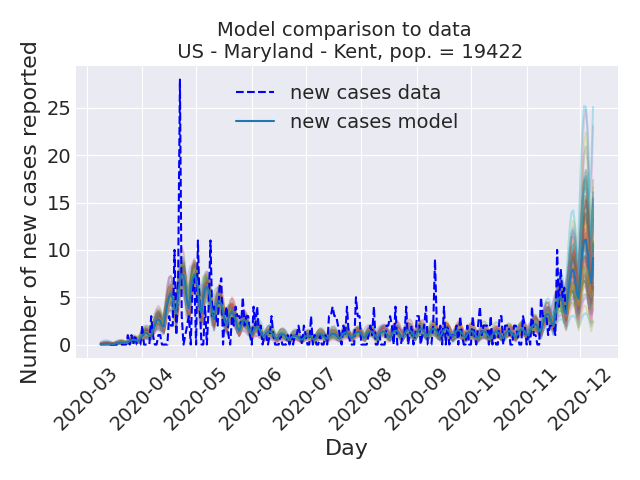 Model comparison to data
US - Maryland - Kent, pop. = 19422
new cases data
new cases model
Number of new cases reported
25
20
15
10
5
0
2020-03
2020-04
2020-05
2020-06
2020-07
2020-08
2020-09
2020-10
2020-11
2020-12
Day